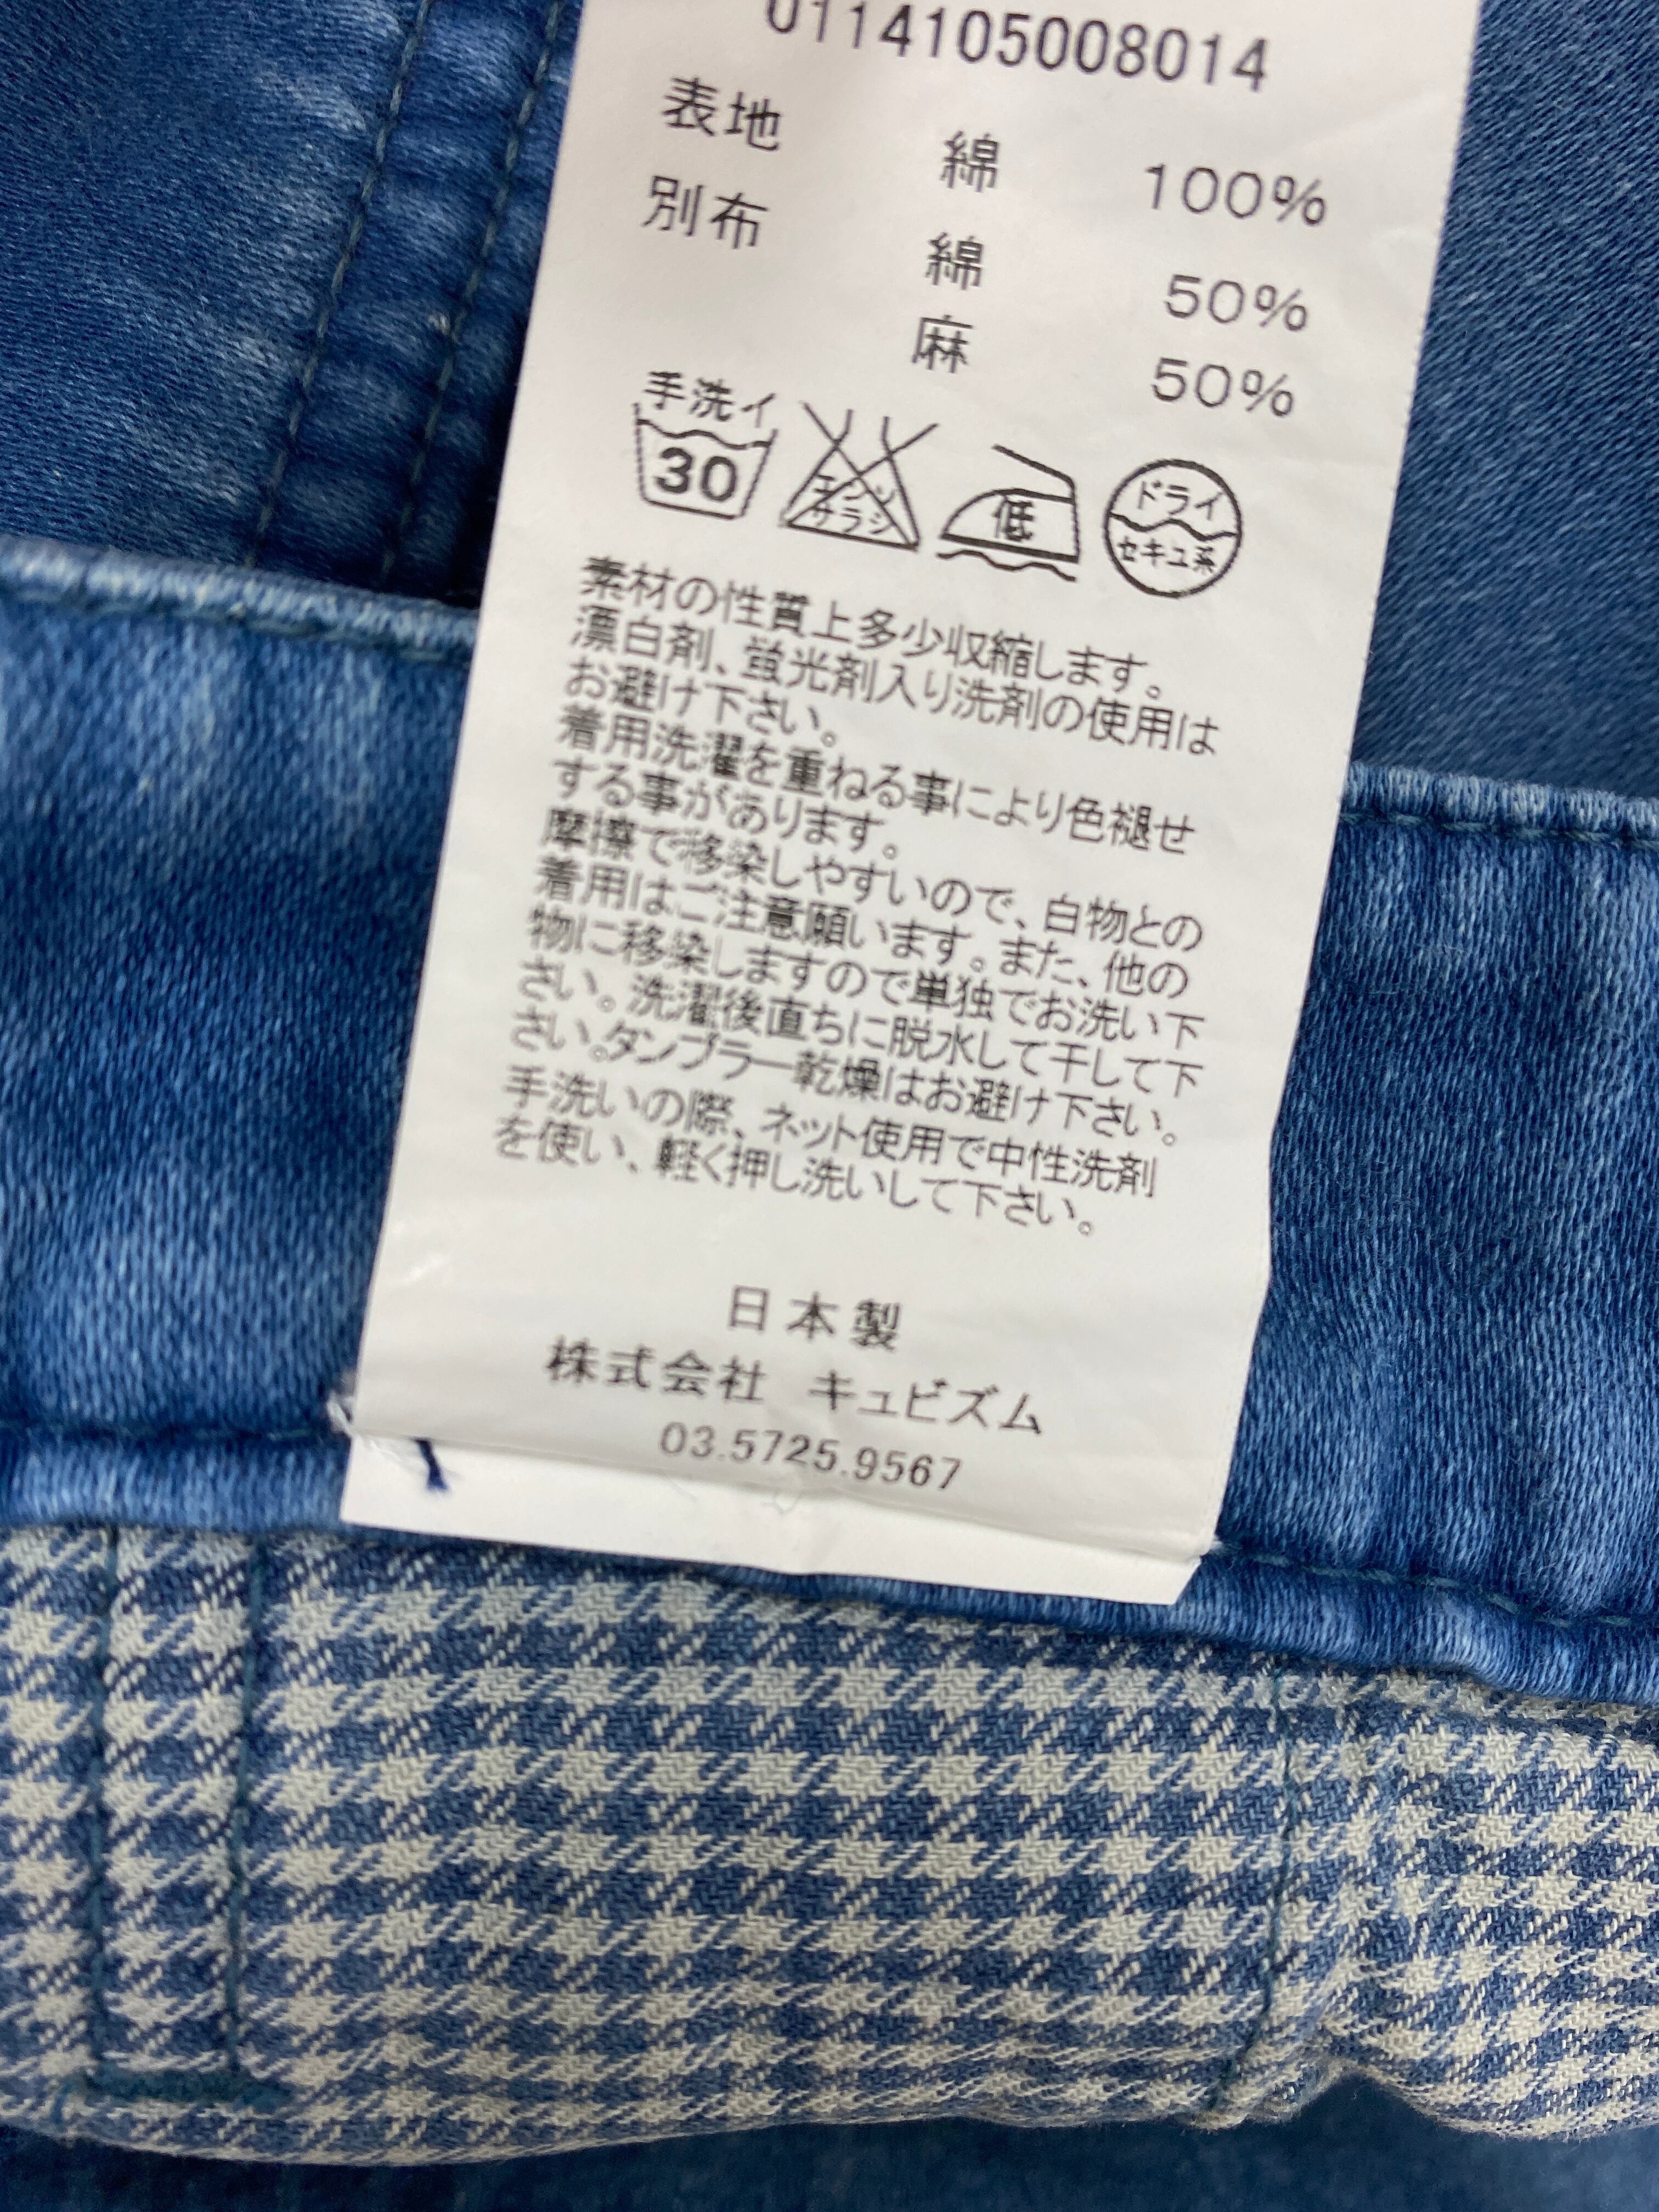 0114105008014
表地 綿 100%
別布 綿 50%
麻 50%
手洗イ
30
エンソ
サラシ
低
ドライ
セキユ系
素材の性質上多少収縮します。
漂白剤、蛍光剤入り洗剤の使用は
お避け下さい。
着用洗濯を重ねる事により色褪せ
する事があります。
摩擦で移染しやすいので、白物との
着用はご注意願います。また、他の
物に移染しますので単独でお洗い下
さい。洗濯後直ちに脱水して干して下
さい。タンブラー乾燥はお避け下さい。
手洗いの際、ネット使用で中性洗剤
を使い、軽く押し洗いして下さい。
日本製
株式会社 キュビズム
03.5725.9567